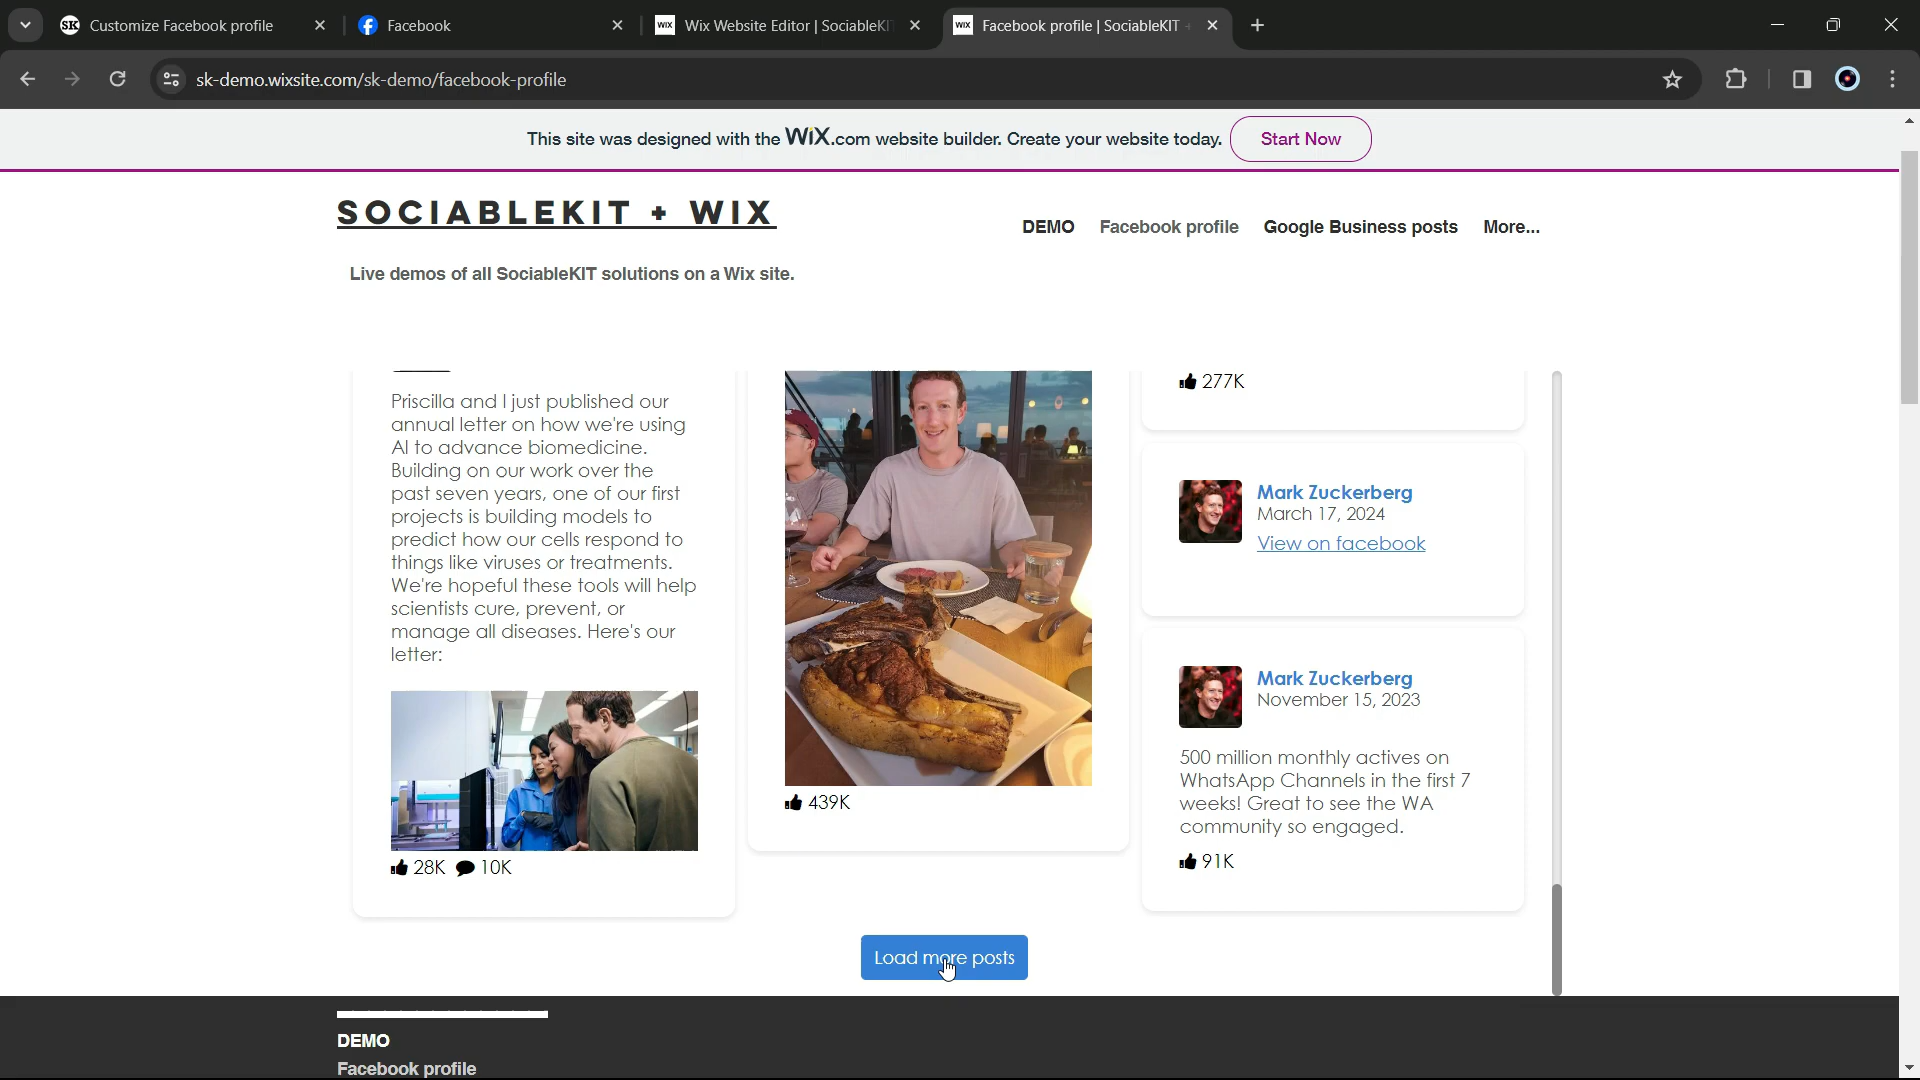 SK Customize Facebook profile
Facebook
WIX Wix Website Editor | SociableKI
WIX Facebook profile | SociableKIT
sk-demo.wixsite.com/sk-demo/facebook-profile
This site was designed with the WiX.com website builder. Create your website today. Start Now
SOCIABLEKIT + WIX
DEMO Facebook profile Google Business posts More...
Live demos of all SociableKIT solutions on a Wix site.
Priscilla and I just published our
annual letter on how we're using
AI to advance biomedicine.
Building on our work over the
past seven years, one of our first
projects is building models to
predict how our cells respond to
things like viruses or treatments.
We're hopeful these tools will help
scientists cure, prevent, or
manage all diseases. Here's our
letter:
28K 10K
439K
277K
Mark Zuckerberg
March 17, 2024
View on facebook
Mark Zuckerberg
November 15, 2023
500 million monthly actives on
WhatsApp Channels in the first 7
weeks! Great to see the WA
community so engaged.
91K
Load more posts
DEMO
Facebook profile